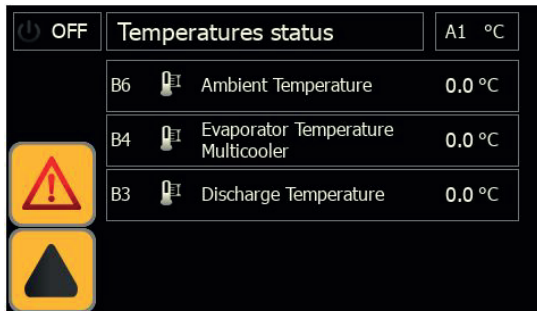 OFF Temperatures status A1 °C
B6 Ambient Temperature 0.0 °C
B4 Evaporator Temperature
Multicooler 0.0 °C
B3 Discharge Temperature 0.0 °C